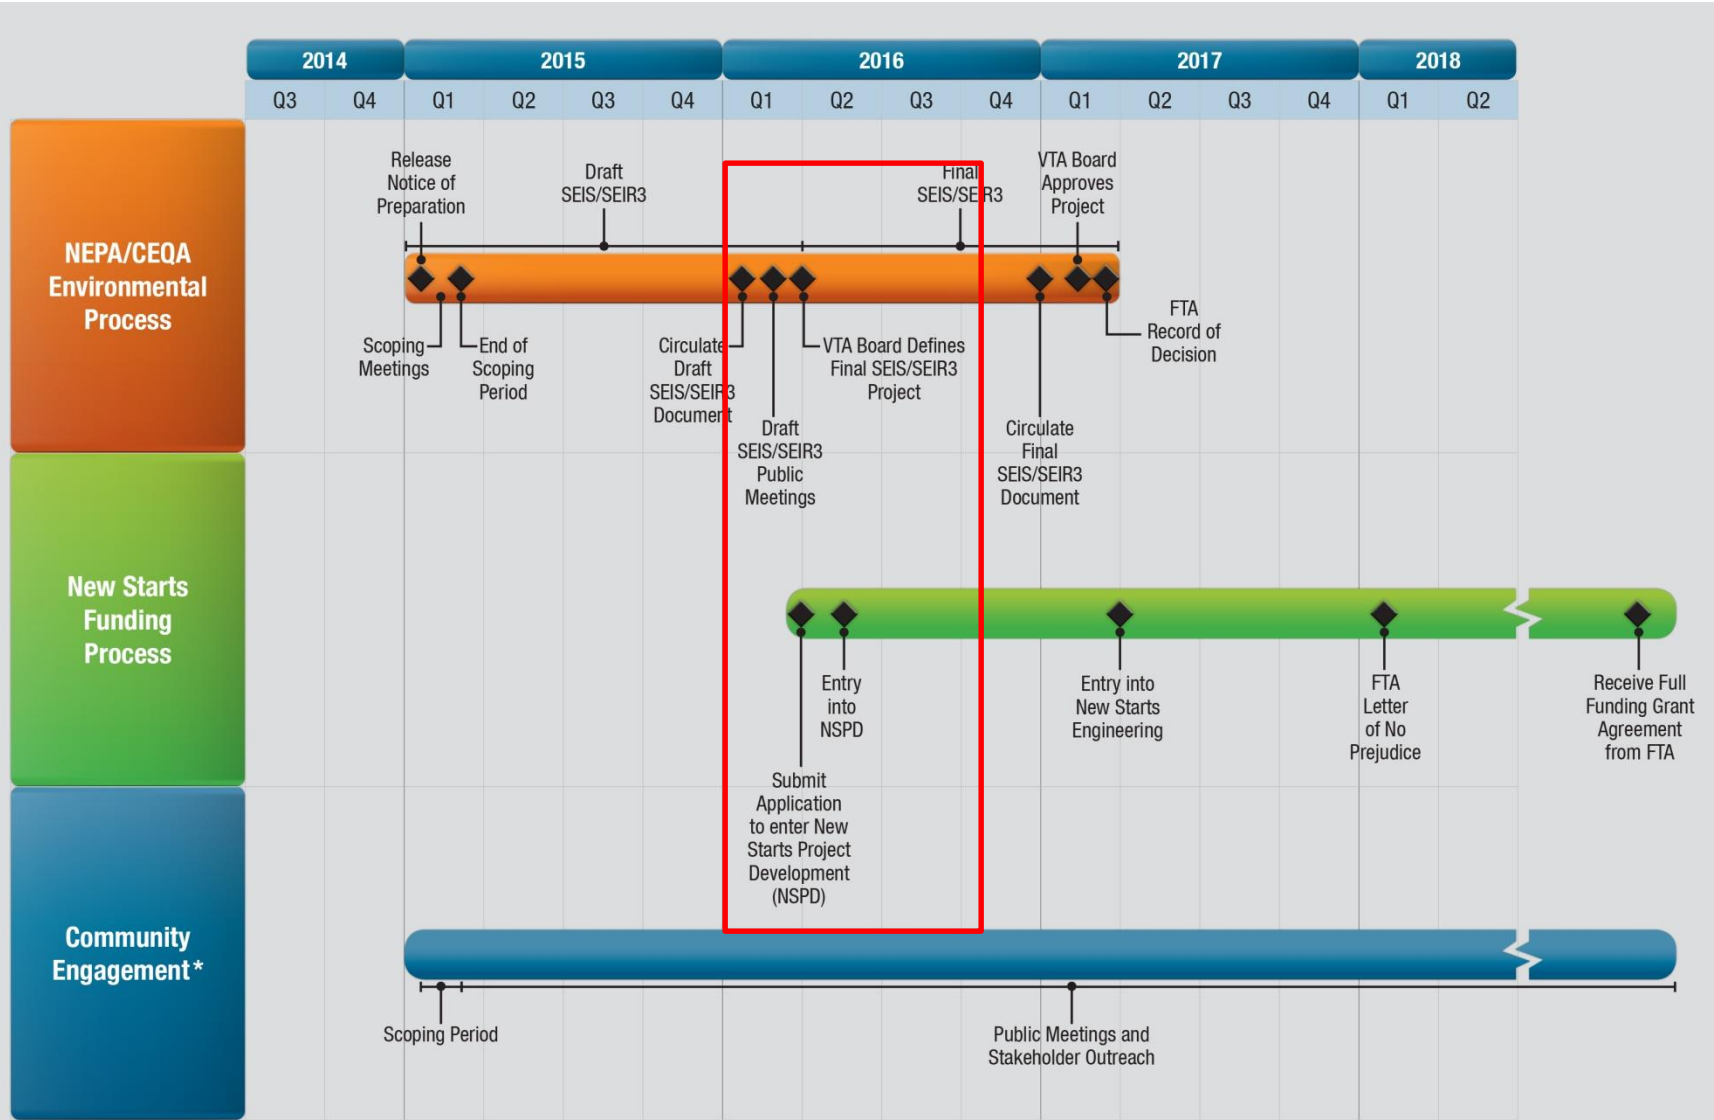 2014 2015 2016 2017 2018
Q3 Q4 Q1 Q2 Q3 Q4 Q1 Q2 Q3 Q4 Q1 Q2 Q3 Q4 Q1 Q2
NEPA/CEQA
Environmental
Process
Release
Notice of
Preparation
Draft
SEIS/SEIR3
Final
SEIS/SEIR3
VTA Board
Approves
Project
Scoping
Meetings
End of
Scoping
Period
Circulate
Draft
SEIS/SEIR3
Document
Draft
SEIS/SEIR3
Public
Meetings
VTA Board Defines
Final SEIS/SEIR3
Project
Circulate
Final
SEIS/SEIR3
Document
FTA
Record of
Decision
New Starts
Funding
Process
Submit
Application
to enter New
Starts Project
Development
(NSPD)
Entry
into
NSPD
Entry into
New Starts
Engineering
FTA
Letter
of No
Prejudice
Receive Full
Funding Grant
Agreement
from FTA
Community
Engagement*
Scoping Period
Public Meetings and
Stakeholder Outreach